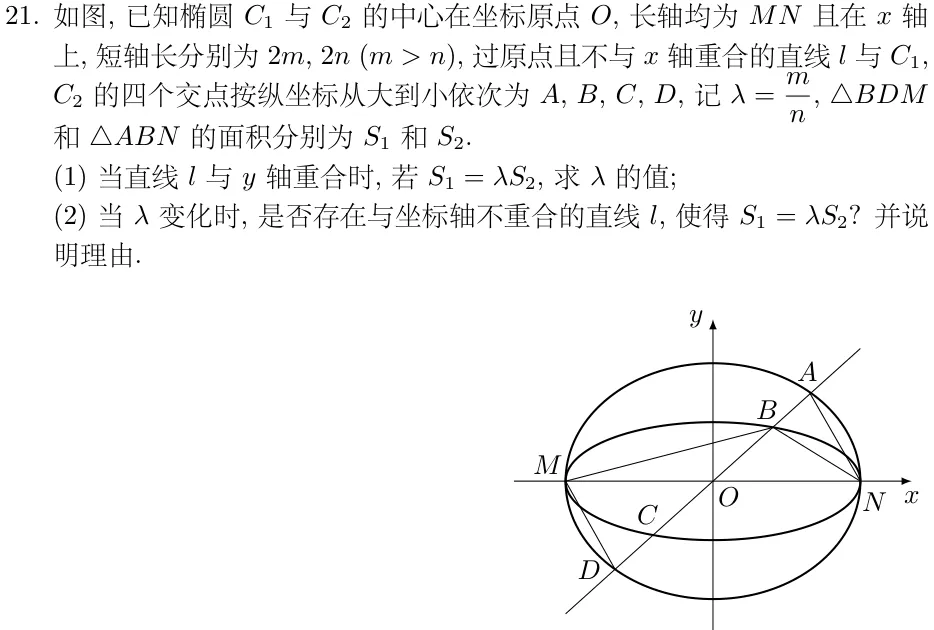 21. 如图, 已知椭圆 C₁ 与 C₂ 的中心在坐标原点 O, 长轴均为 MN 且在 x 轴
上, 短轴长分别为 2m, 2n (m > n), 过原点且不与 x 轴重合的直线 l 与 C₁,
C₂ 的四个交点按纵坐标从大到小依次为 A, B, C, D, 记 λ = m/n, △BDM
和 △ABN 的面积分别为 S₁ 和 S₂.
(1) 当直线 l 与 y 轴重合时, 若 S₁ = λS₂, 求 λ 的值;
(2) 当 λ 变化时, 是否存在与坐标轴不重合的直线 l, 使得 S₁ = λS₂? 并说
明理由.
y
A
B
M
O
N
x
C
D